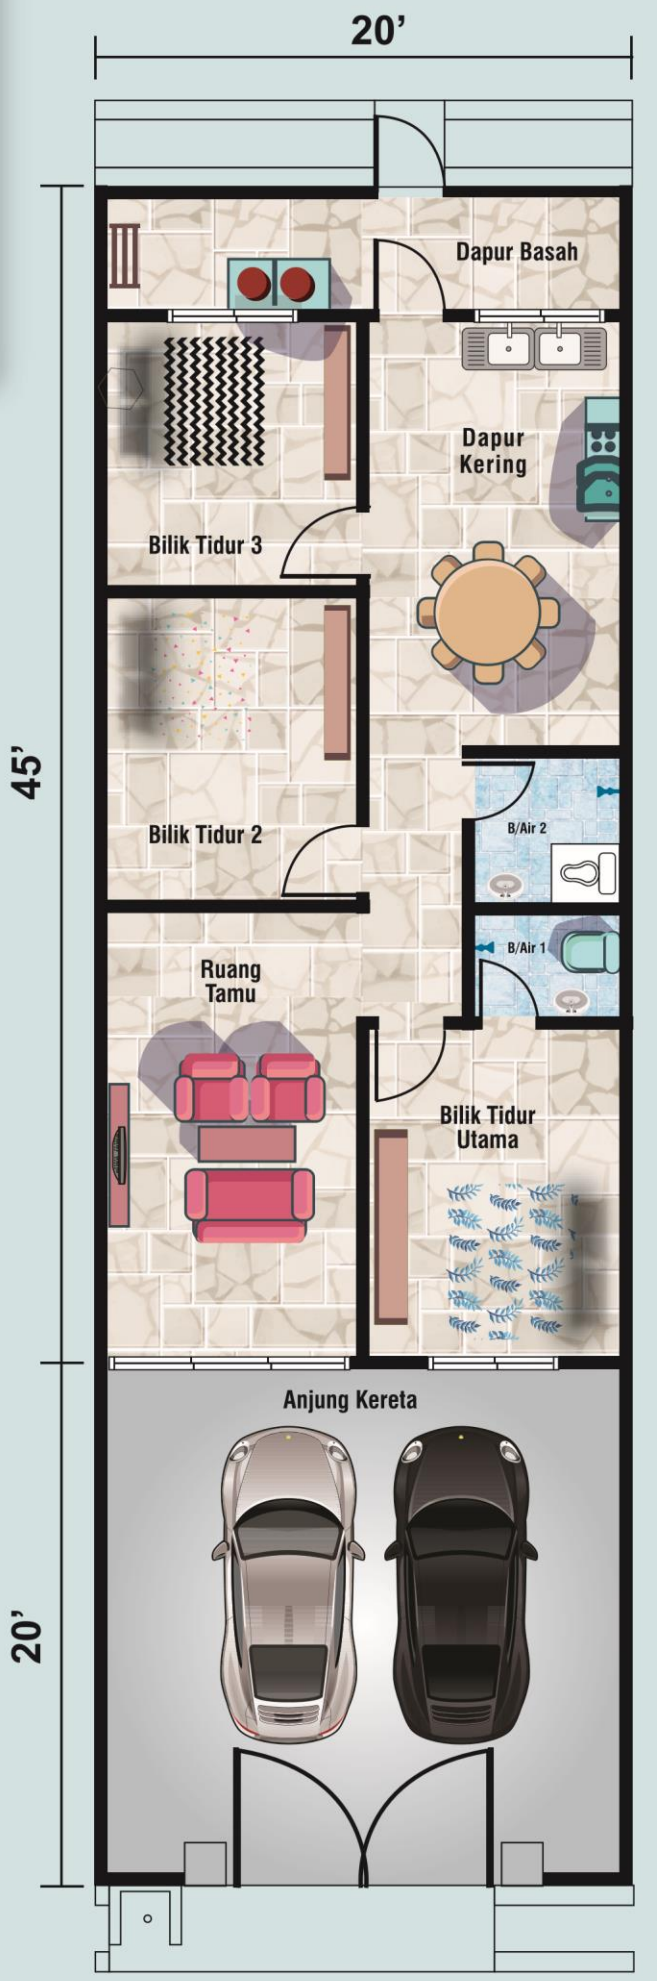 20’
Dapur Basah
Dapur
Kering
Bilik Tidur 3
45’
Bilik Tidur 2
B/Air 2
Ruang
Tamu
B/Air 1
Bilik Tidur
Utama
Anjung Kereta
20’